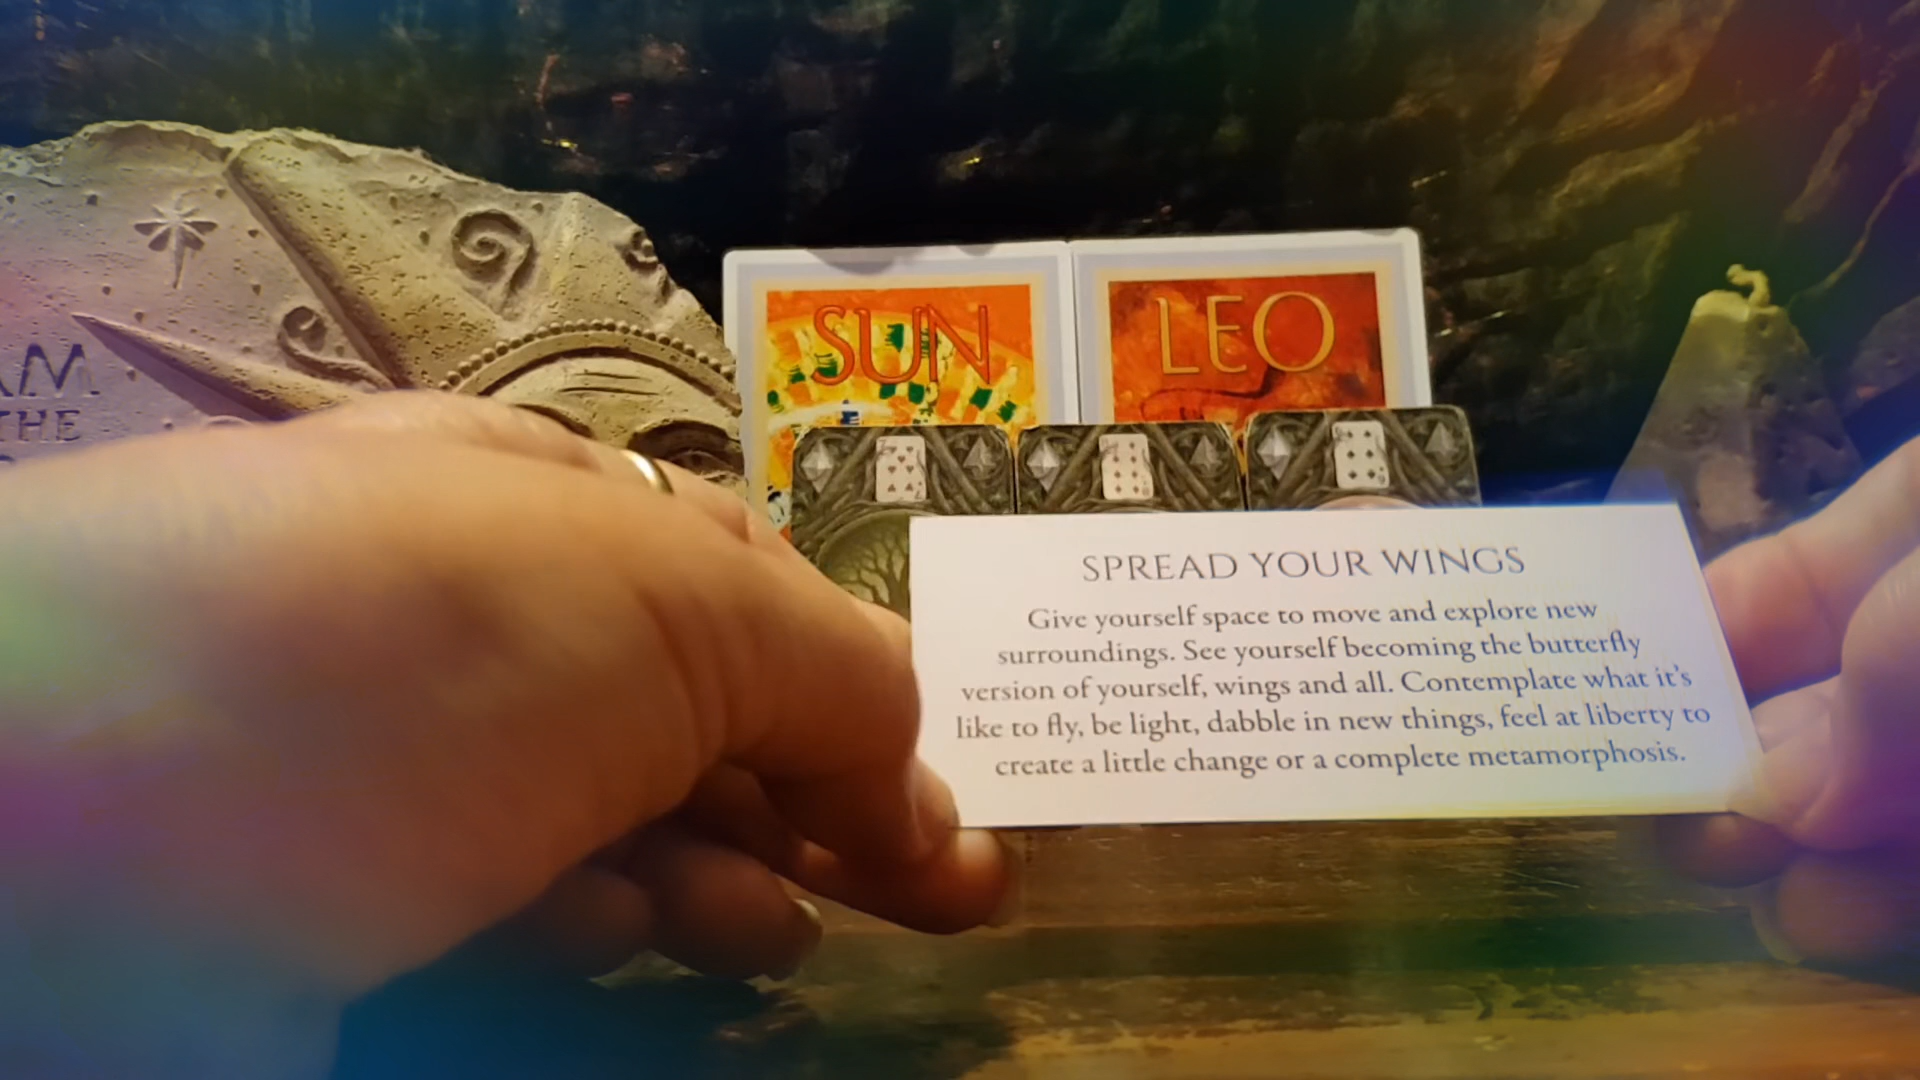 AM
THE
SUN
LEO
SPREAD YOUR WINGS
Give yourself space to move and explore new
surroundings. See yourself becoming the butterfly
version of yourself, wings and all. Contemplate what it's
like to fly, be light, dabble in new things, feel at liberty to
create a little change or a complete metamorphosis.